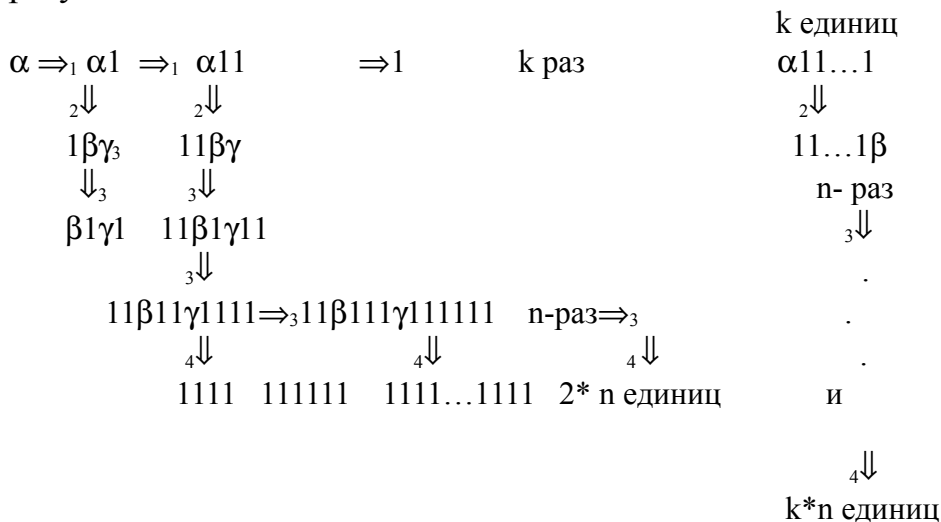 k единиц
α ⇒₁ α1 ⇒₁ α11 ⇒1 k раз α11…1
₂⇓ ₂⇓ ₂⇓
1βγ₃ 11βγ 11…1β
n- раз
⇓₃ ₃⇓
β1γ1 11β1γ11 ₃⇓
₃⇓ .
11β11γ1111⇒₃11β111γ111111 n-раз⇒₃ .
₄⇓ ₄⇓ ₄⇓ .
1111 111111 1111…1111 2* n единиц и
₄⇓
k*n единиц